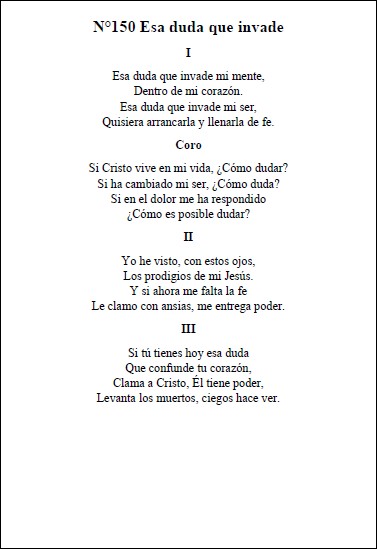 N°150 Esa duda que invade
I
Esa duda que invade mi mente,
Dentro de mi corazón.
Esa duda que invade mi ser,
Quisiera arrancarla y llenarla de fe.
Coro
Si Cristo vive en mi vida, ¿Cómo dudar?
Si ha cambiado mi ser, ¿Cómo duda?
Si en el dolor me ha respondido
¿Cómo es posible dudar?
II
Yo he visto, con estos ojos,
Los prodigios de mi Jesús.
Y si ahora me falta la fe
Le clamo con ansias, me entrega poder.
III
Si tú tienes hoy esa duda
Que confunde tu corazón,
Clama a Cristo, Él tiene poder,
Levanta los muertos, ciegos hace ver.